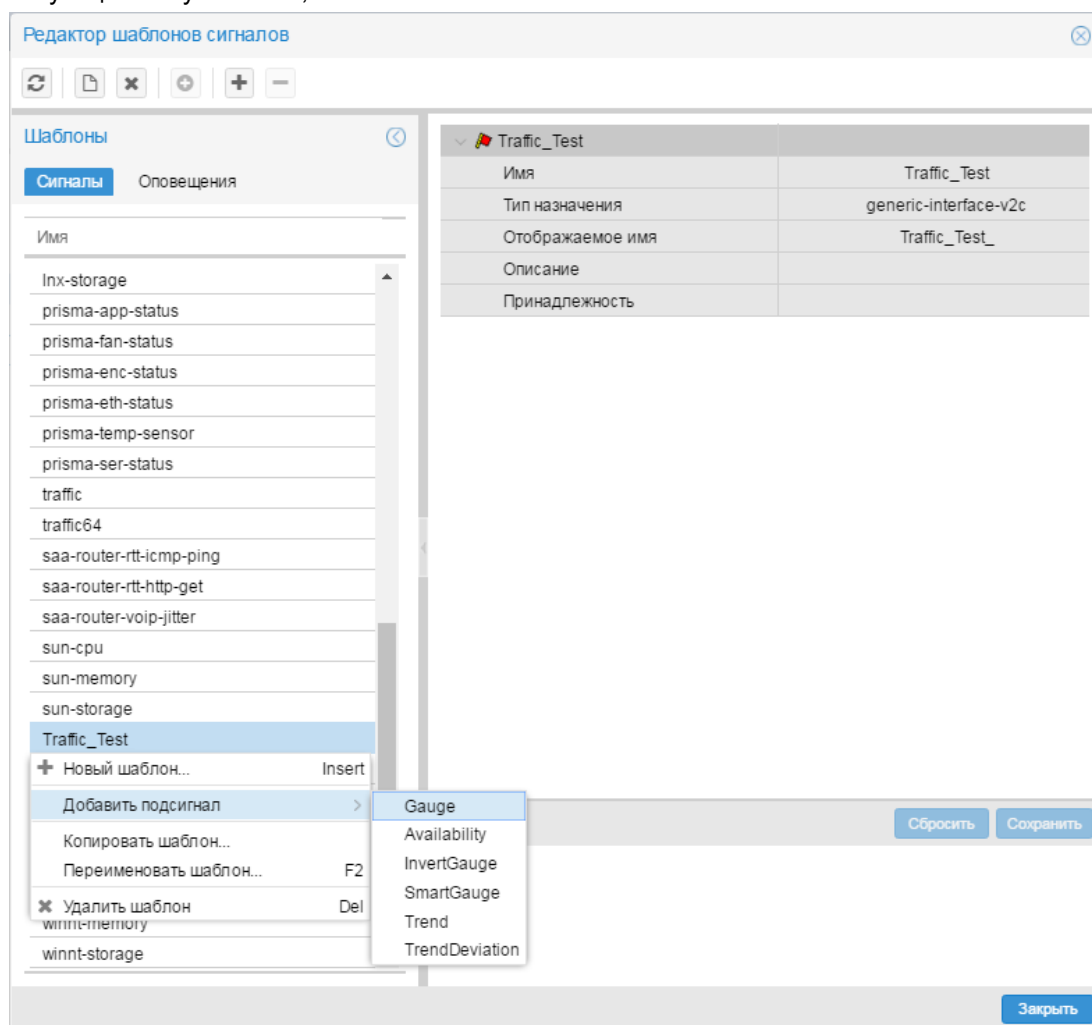 Редактор шаблонов сигналов
Шаблоны
Сигналы Оповещения
Имя
lnx-storage
prisma-app-status
prisma-fan-status
prisma-enc-status
prisma-eth-status
prisma-temp-sensor
prisma-ser-status
traffic
traffic64
saa-router-rtt-icmp-ping
saa-router-rtt-http-get
saa-router-voip-jitter
sun-cpu
sun-memory
sun-storage
Traffic_Test
Новый шаблон... Insert
Добавить подсигнал
Копировать шаблон...
Переименовать шаблон... F2
Удалить шаблон Del
winnt-memory
winnt-storage
Gauge
Availability
InvertGauge
SmartGauge
Trend
TrendDeviation
Traffic_Test
Имя Traffic_Test
Тип назначения generic-interface-v2c
Отображаемое имя Traffic_Test_
Описание
Принадлежность
Сбросить Сохранить
Закрыть